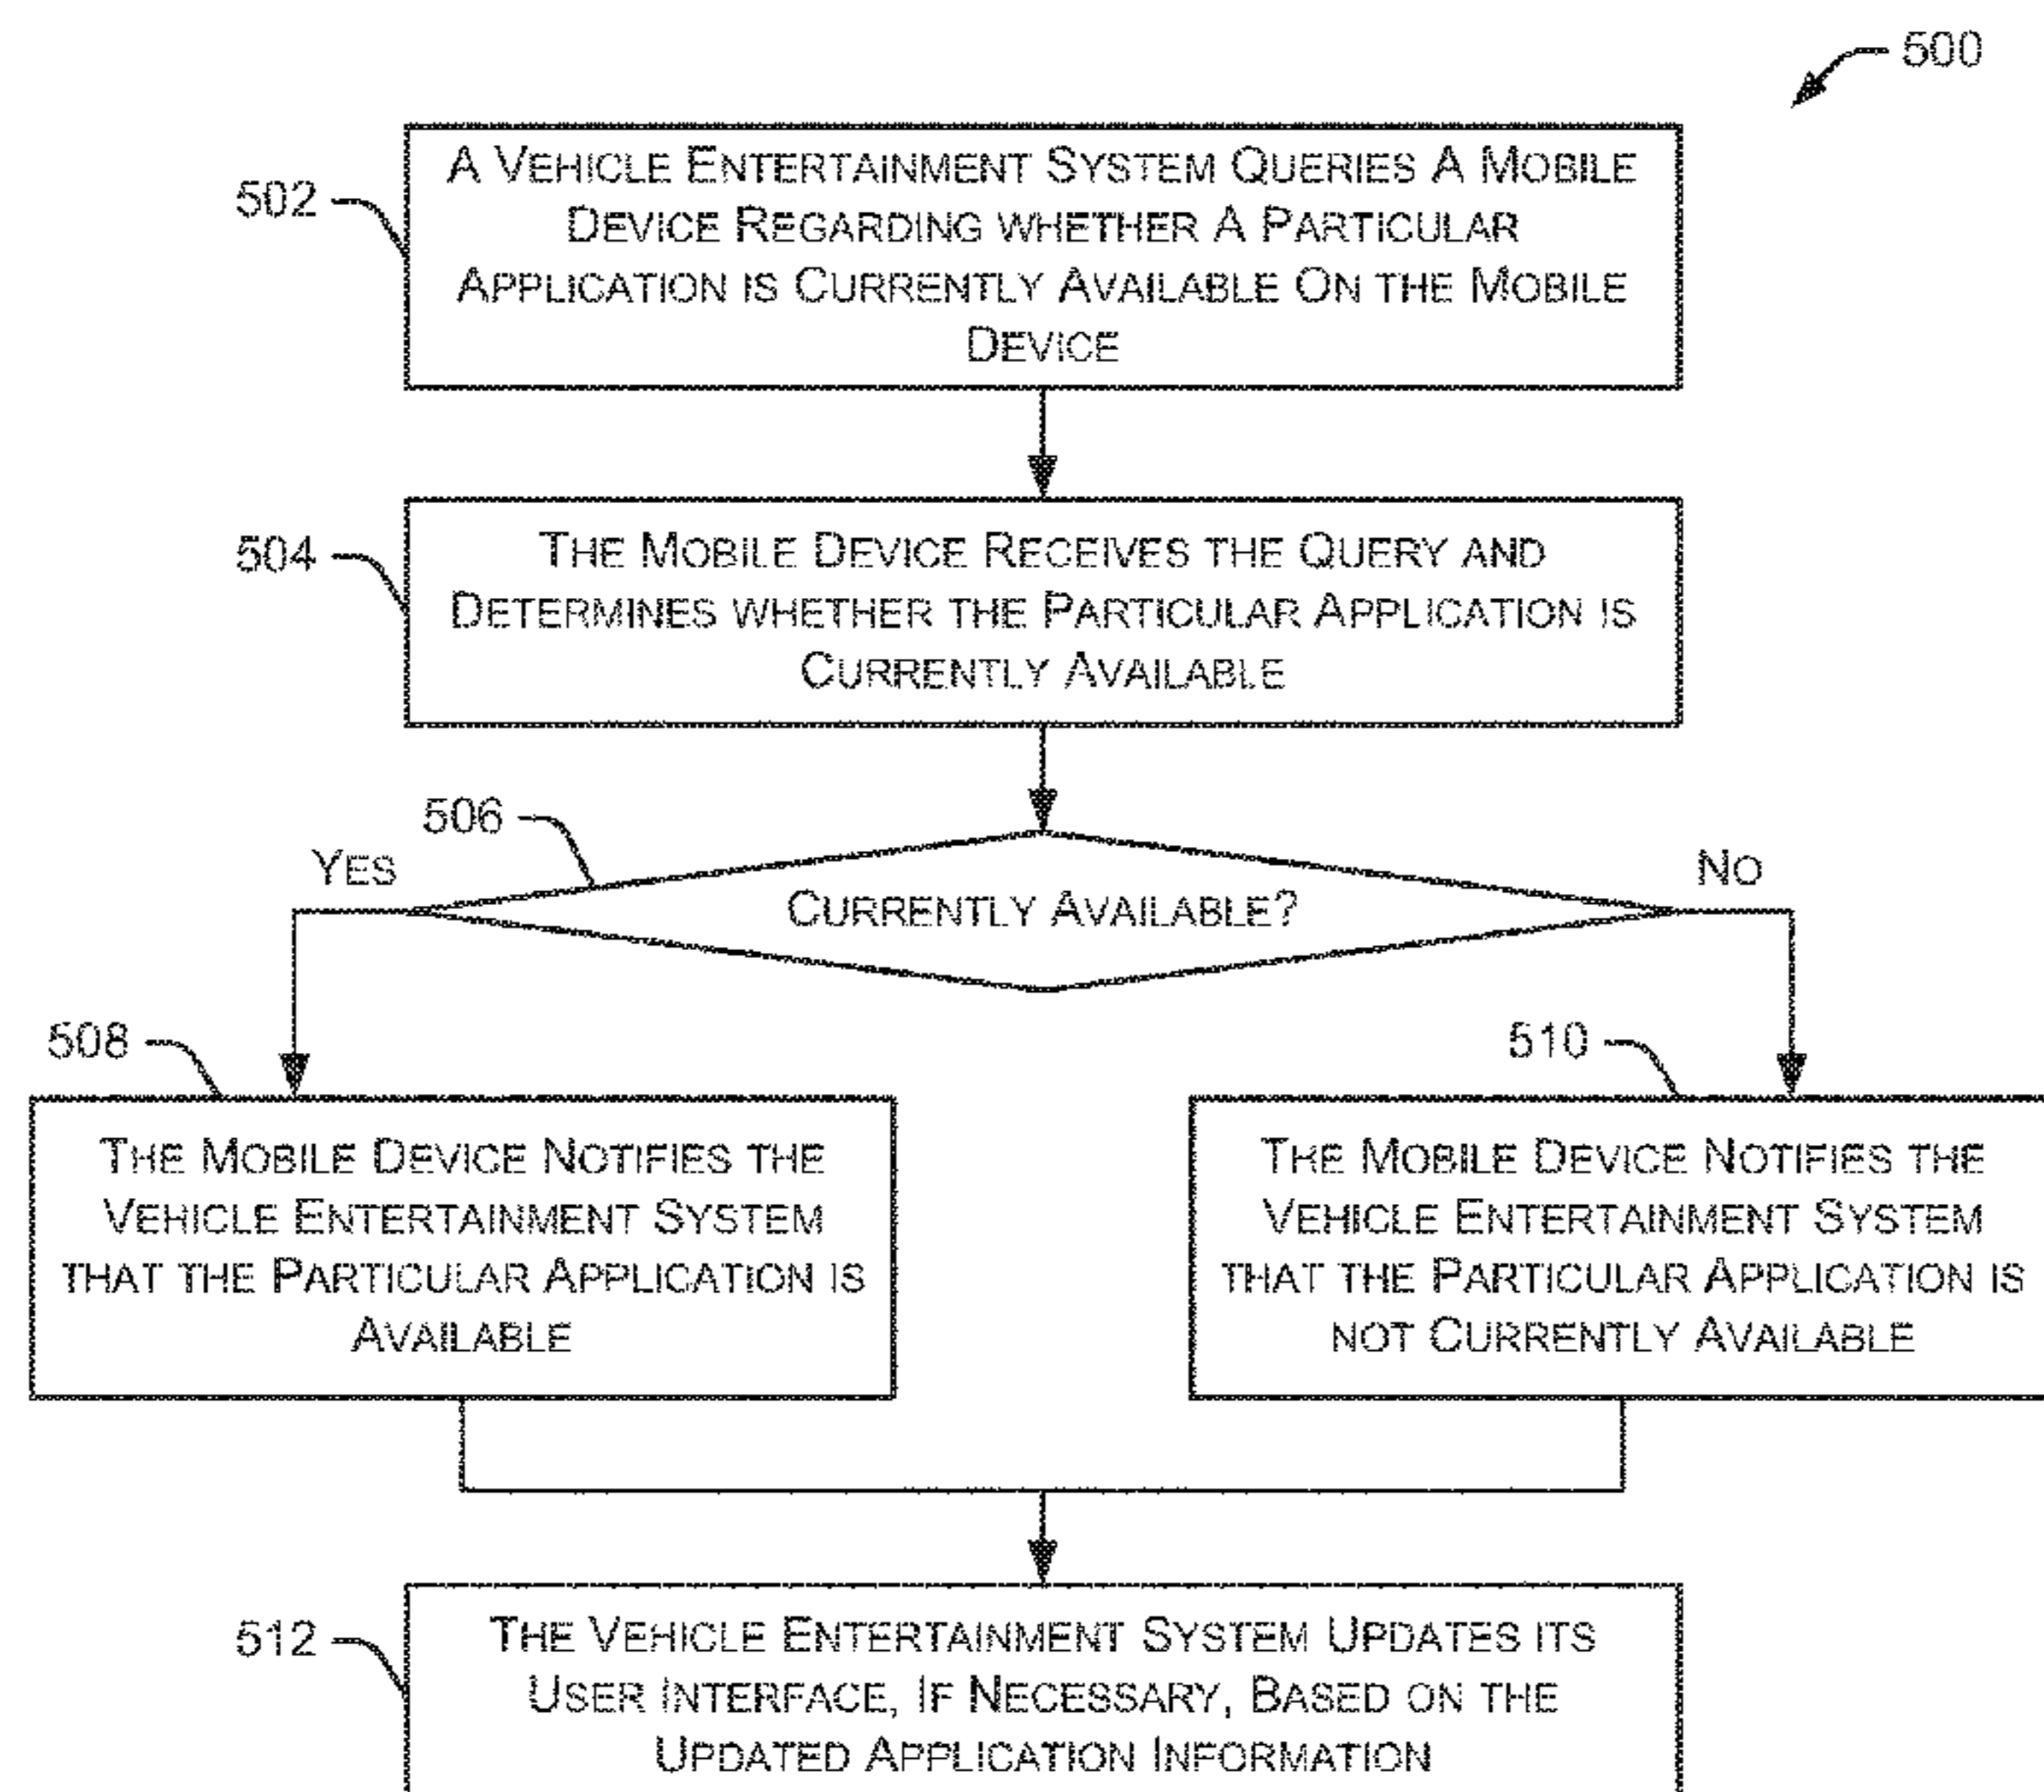 500
502
A VEHICLE ENTERTAINMENT SYSTEM QUERIES A MOBILE
DEVICE REGARDING WHETHER A PARTICULAR
APPLICATION IS CURRENTLY AVAILABLE ON THE MOBILE
DEVICE
504
THE MOBILE DEVICE RECEIVES THE QUERY AND
DETERMINES WHETHER THE PARTICULAR APPLICATION IS
CURRENTLY AVAILABLE
506
YES
NO
CURRENTLY AVAILABLE?
508
THE MOBILE DEVICE NOTIFIES THE
VEHICLE ENTERTAINMENT SYSTEM
THAT THE PARTICULAR APPLICATION IS
AVAILABLE
510
THE MOBILE DEVICE NOTIFIES THE
VEHICLE ENTERTAINMENT SYSTEM
THAT THE PARTICULAR APPLICATION IS
NOT CURRENTLY AVAILABLE
512
THE VEHICLE ENTERTAINMENT SYSTEM UPDATES ITS
USER INTERFACE, IF NECESSARY, BASED ON THE
UPDATED APPLICATION INFORMATION